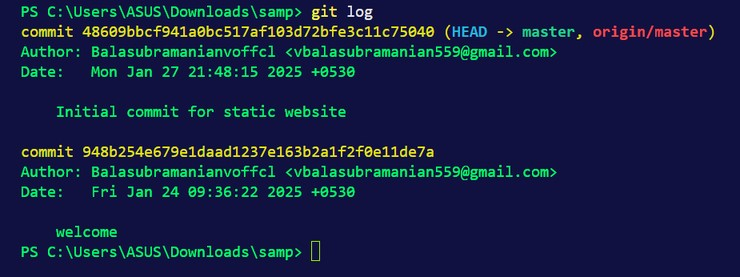 PS C:\Users\ASUS\Downloads\samp> git log
commit 48609bbcf941a0bc517af103d72bfe3c11c75040 (HEAD -> master, origin/master)
Author: Balasubramanianvoffcl <vbalasubramanian559@gmail.com>
Date:   Mon Jan 27 21:48:15 2025 +0530
Initial commit for static website
commit 948b254e679e1daad1237e163b2a1f2f0e11de7a
Author: Balasubramanianvoffcl <vbalasubramanian559@gmail.com>
Date:   Fri Jan 24 09:36:22 2025 +0530
welcome
PS C:\Users\ASUS\Downloads\samp>